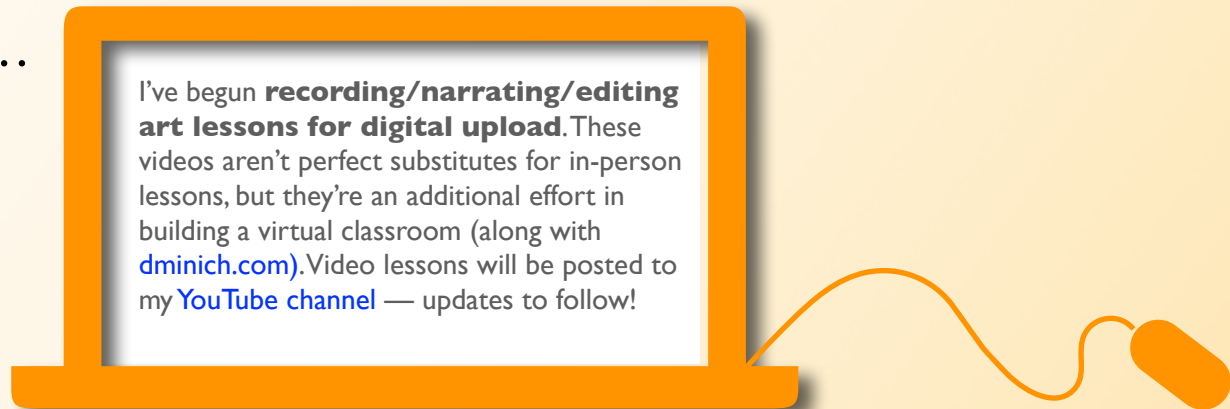 ..
I’ve begun recording/narrating/editing
art lessons for digital upload. These
videos aren’t perfect substitutes for in-person
lessons, but they’re an additional effort in
building a virtual classroom (along with
dminich.com). Video lessons will be posted to
my YouTube channel — updates to follow!